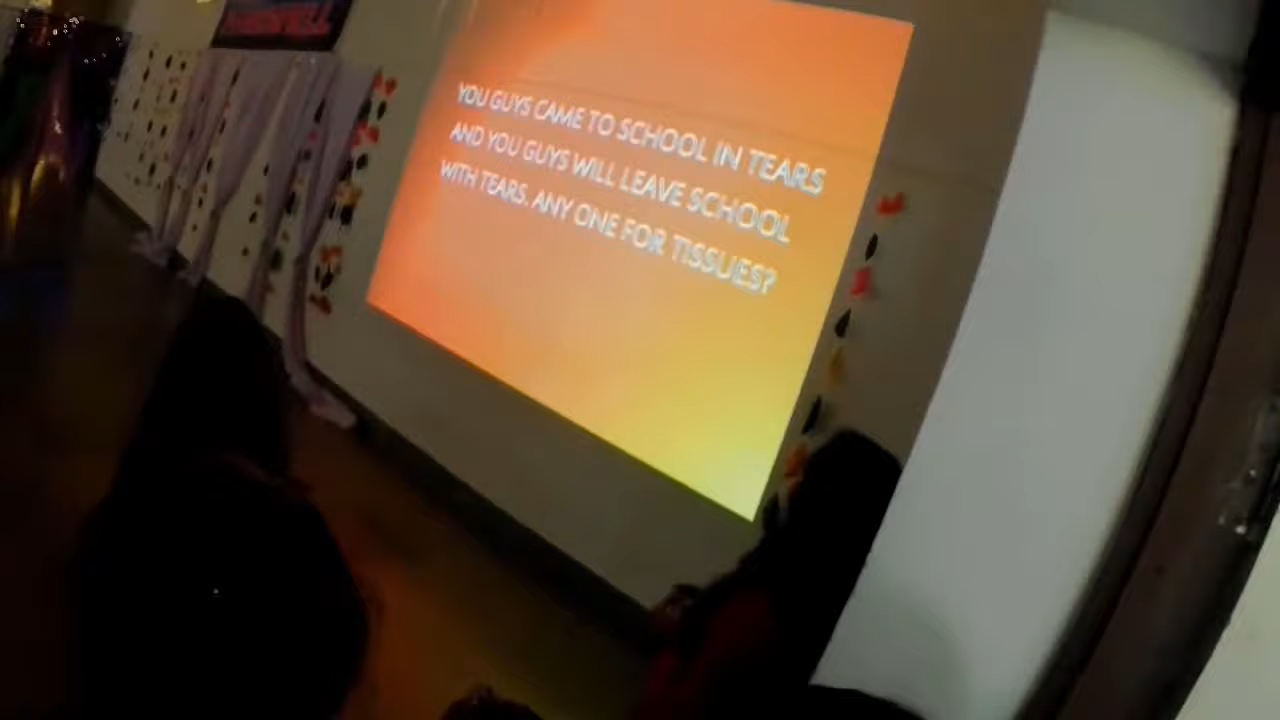 YOU GUYS CAME TO SCHOOL IN TEARS
AND YOU GUYS WILL LEAVE SCHOOL
WITH TEARS. ANY ONE FOR TISSUES?